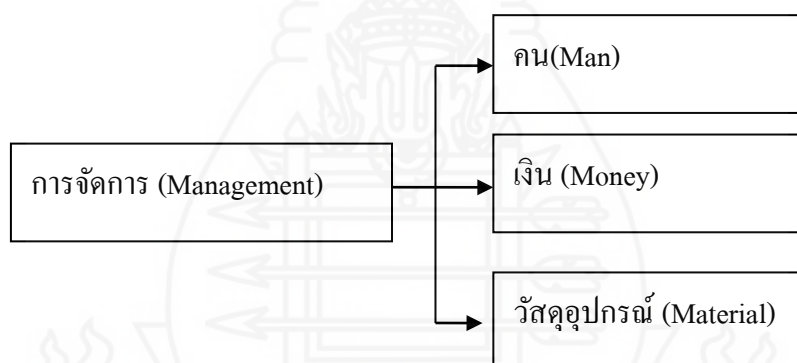 คน(Man)
การจัดการ (Management)
เงิน (Money)
วัสดุอุปกรณ์ (Material)